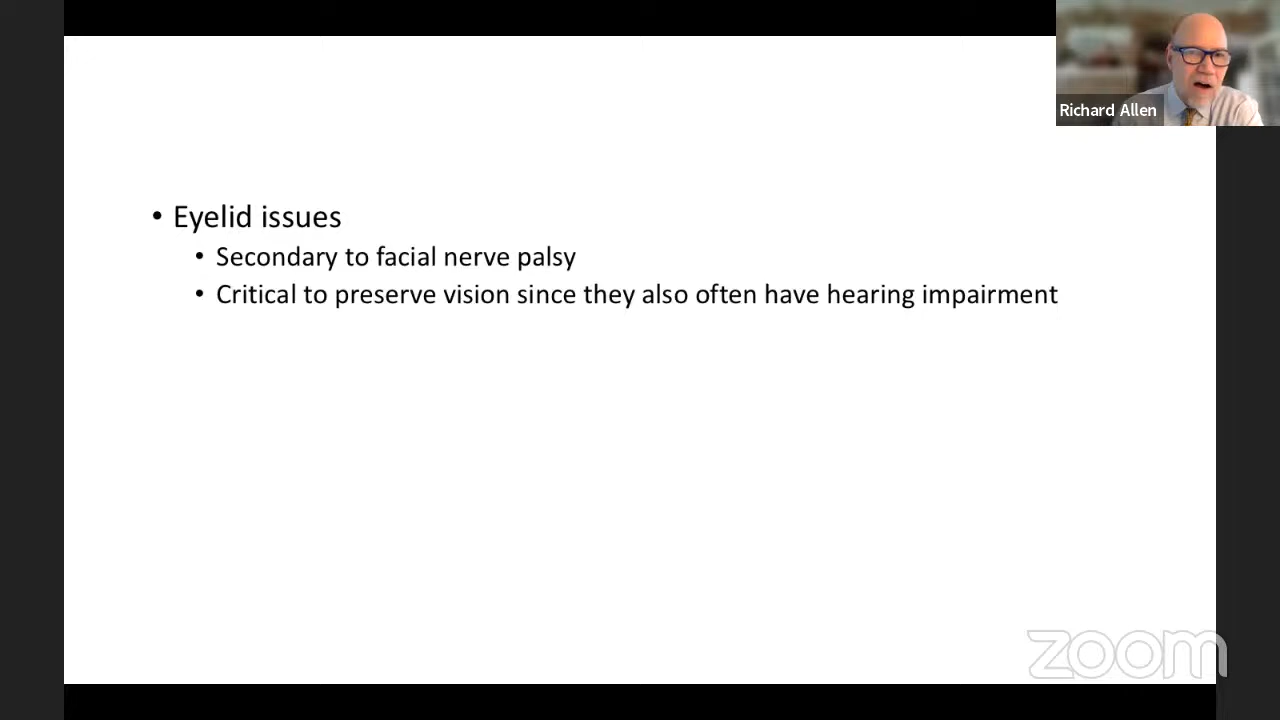 Richard Allen
• Eyelid issues
• Secondary to facial nerve palsy
• Critical to preserve vision since they also often have hearing impairment
zoom